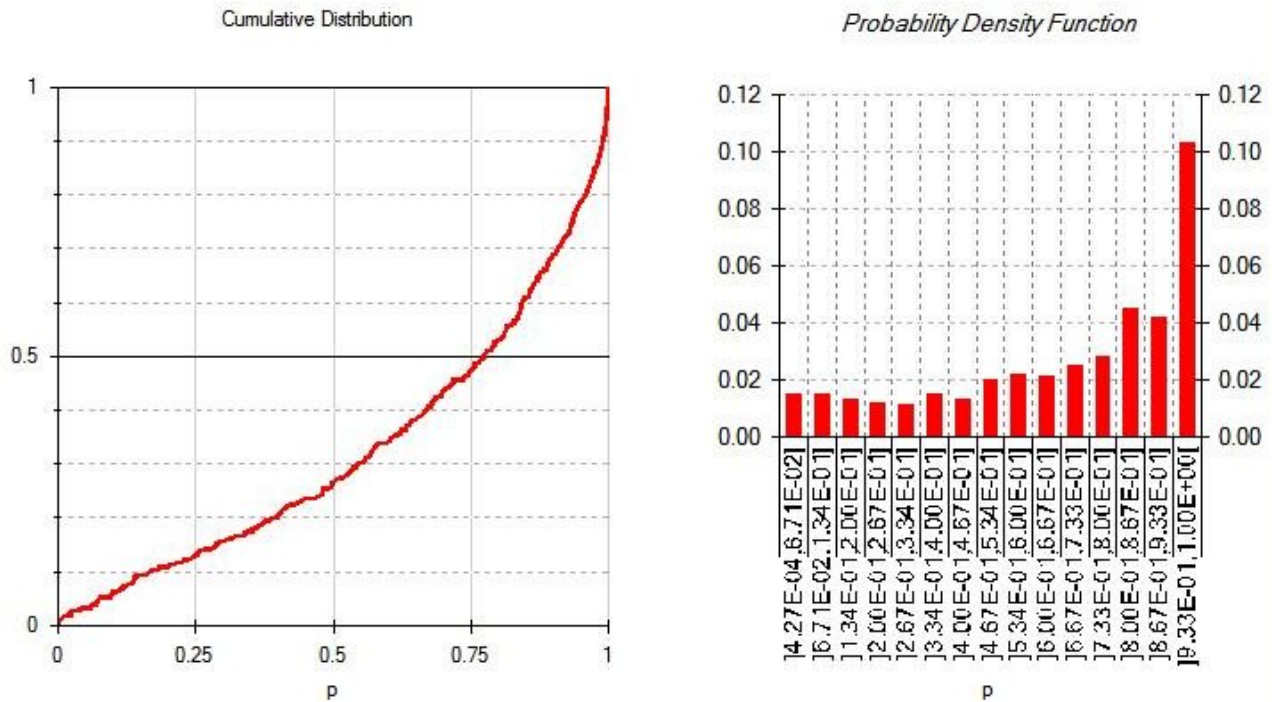 Cumulative Distribution
1
0.5
0
0
0.25
0.5
0.75
1
p
Probability Density Function
0.12
0.10
0.08
0.06
0.04
0.02
0.00
0.12
0.10
0.08
0.06
0.04
0.02
0.00
]4.27E-04,6.71E-02]
]6.71E-02,1.34E-01]
]1.34E-01,2.00E-01]
]2.00E-01,2.67E-01]
]2.67E-01,3.34E-01]
]3.34E-01,4.00E-01]
]4.00E-01,4.67E-01]
]4.67E-01,5.34E-01]
]5.34E-01,6.00E-01]
]6.00E-01,6.67E-01]
]6.67E-01,7.33E-01]
]7.33E-01,8.00E-01]
]8.00E-01,8.67E-01]
]8.67E-01,9.33E-01]
]9.33E-01,1.00E+00[
p